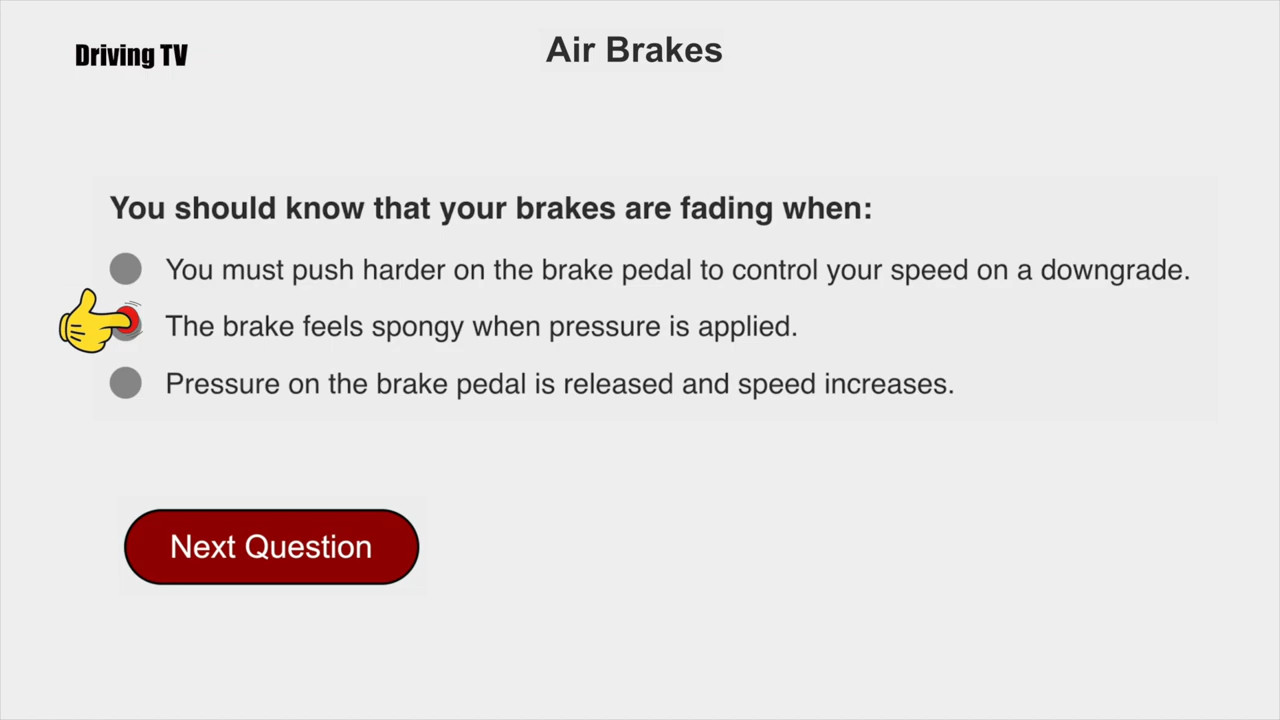 Driving TV
Air Brakes
You should know that your brakes are fading when:
You must push harder on the brake pedal to control your speed on a downgrade.
The brake feels spongy when pressure is applied.
Pressure on the brake pedal is released and speed increases.
Next Question